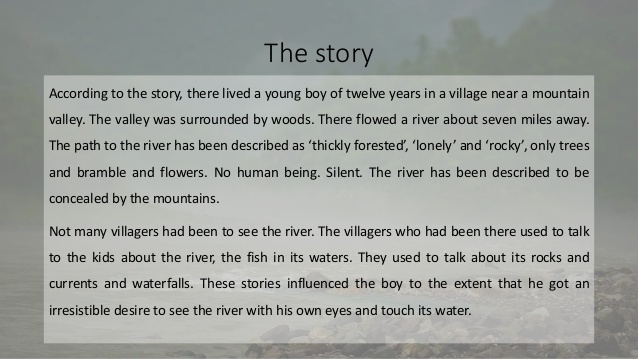 The story
According to the story, there lived a young boy of twelve years in a village near a mountain
valley. The valley was surrounded by woods. There flowed a river about seven miles away.
The path to the river has been described as ‘thickly forested’, ‘lonely’ and ‘rocky’, only trees
and bramble and flowers. No human being. Silent. The river has been described to be
concealed by the mountains.
Not many villagers had been to see the river. The villagers who had been there used to talk
to the kids about the river, the fish in its waters. They used to talk about its rocks and
currents and waterfalls. These stories influenced the boy to the extent that he got an
irresistible desire to see the river with his own eyes and touch its water.